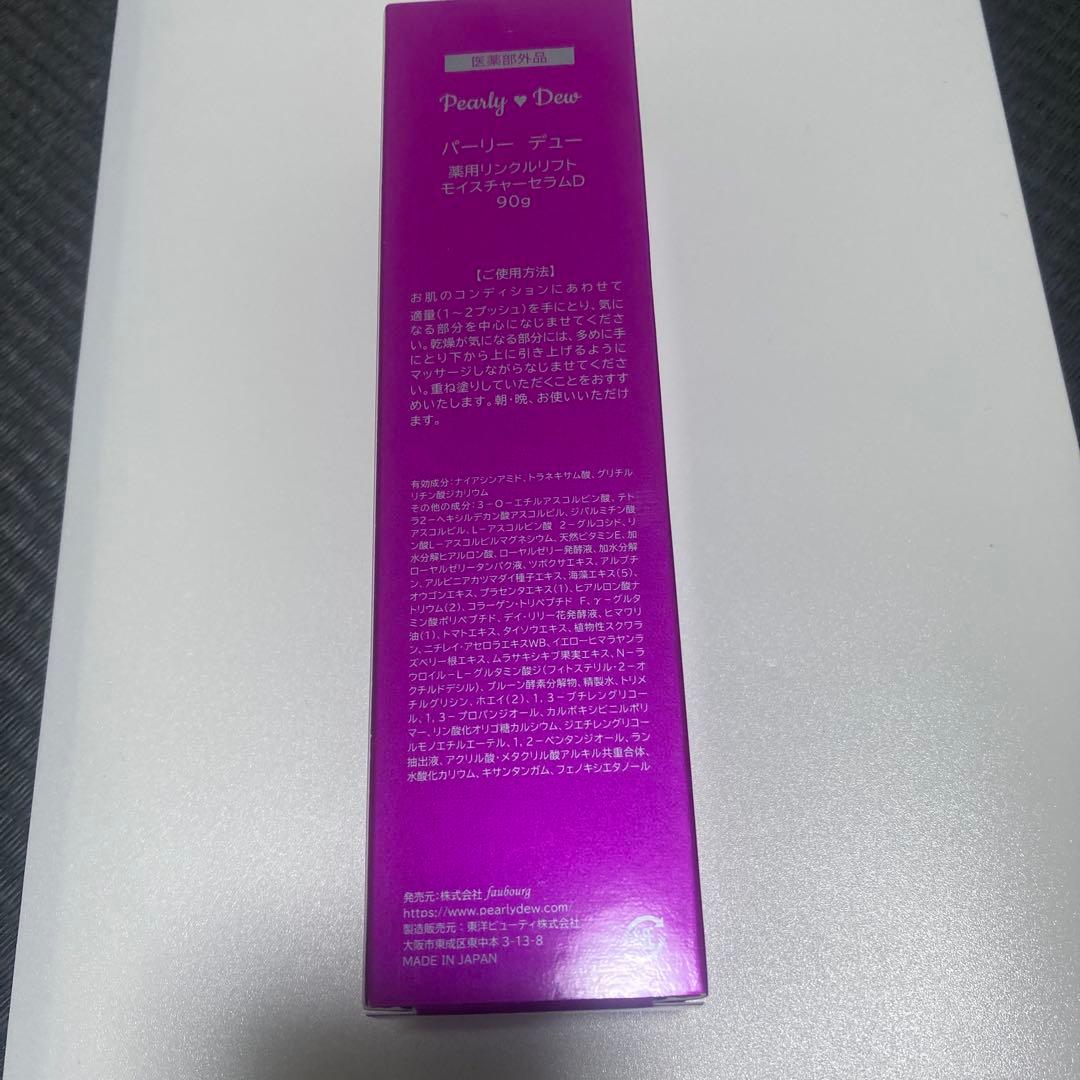 医薬部外品
Pearly ♥ Dew
パーリー デュー
薬用リンクルリフト
モイスチャーセラムD
90g
【ご使用方法】
お肌のコンディションにあわせて
適量(1～2プッシュ)を手にとり、気に
なる部分を中心になじませてくださ
い。乾燥が気になる部分には、多めに手
にとり下から上に引き上げるように
マッサージしながらなじませてくださ
い。重ね塗りしていただくことをおすす
めいたします。朝・晩、お使いいただけ
ます。
有効成分:ナイアシンアミド、トラネキサム酸、グリチル
リチン酸ジカリウム
その他の成分:3-O-エチルアスコルビン酸、テト
ラ2-ヘキシルデカン酸アスコルビル、ジパルミチン酸
アスコルビル、L-アスコルビン酸 2-グルコシド、リ
ン酸L-アスコルビルマグネシウム、天然ビタミンE、加
水分解ヒアルロン酸、ローヤルゼリー発酵液、加水分解
ローヤルゼリータンパク液、ツボクサエキス、アルブチ
ン、アルピニアカツマダイ種子エキス、海藻エキス(5)、
オウゴンエキス、プラセンタエキス(1)、ヒアルロン酸ナ
トリウム(2)、コラーゲン・トリペプチド F、γ-グルタ
ミン酸ポリペプチド、デイ・リリー花発酵液、ヒマワリ
油(1)、トマトエキス、タイソウエキス、植物性スクワラ
ン、ニチレイ・アセロラエキスWB、イエローヒマラヤンラ
ズベリー根エキス、ムラサキシキブ果実エキス、N-ラ
ウロイル-L-グルタミン酸ジ(フィトステリル・2-オ
クチルドデシル)、プルーン酵素分解物、精製水、トリメ
チルグリシン、ホエイ(2)、1,3-ブチレングリコー
ル、1,3-プロパンジオール、カルボキシビニルポリ
マー、リン酸化オリゴ糖カルシウム、ジエチレングリコー
ルモノエチルエーテル、1,2-ペンタンジオール、ラン
抽出液、アクリル酸・メタクリル酸アルキル共重合体、
水酸化カリウム、キサンタンガム、フェノキシエタノール
発売元:株式会社 faubourg
https://www.pearlydew.com/
製造販売元:東洋ビューティ株式会社
大阪市東成区東中本 3-13-8
MADE IN JAPAN